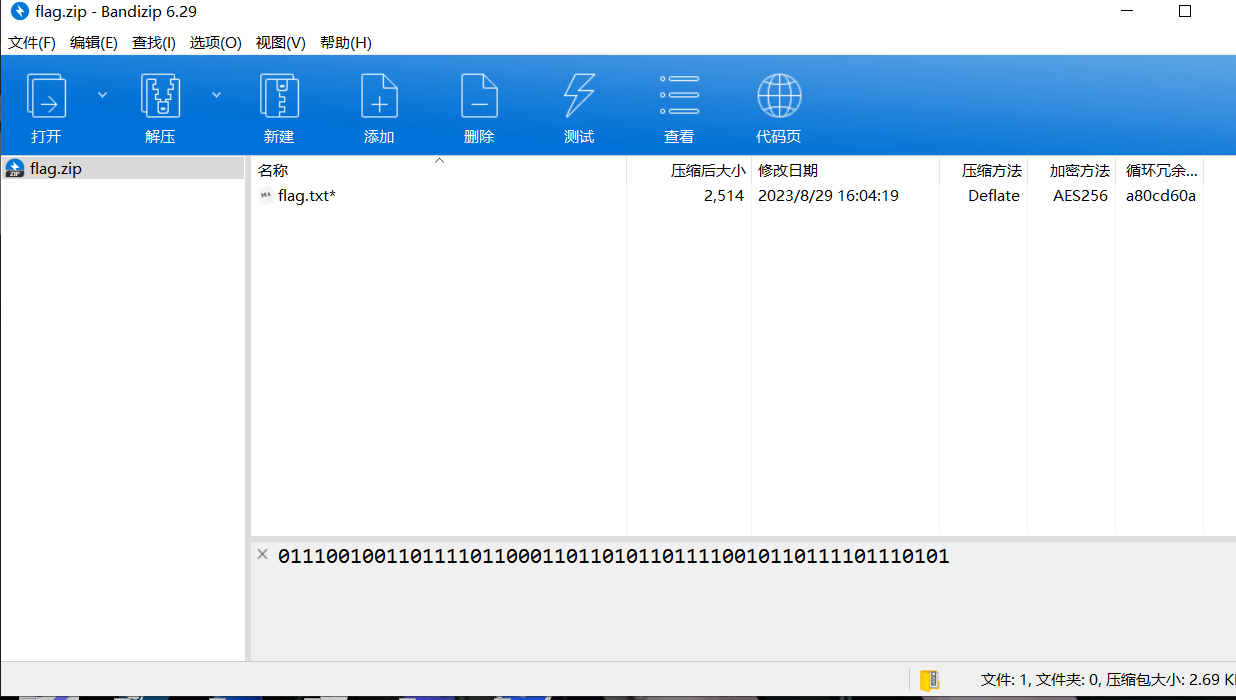 flag.zip - Bandizip 6.29
文件(F) 编辑(E) 查找(I) 选项(O) 视图(V) 帮助(H)
打开 解压 新建 添加 删除 测试 查看 代码页
flag.zip
名称 压缩后大小 修改日期 压缩方法 加密方法 循环冗余...
flag.txt* 2,514 2023/8/29 16:04:19 Deflate AES256 a80cd60a
01110010011011110110001101101011011110010110111101110101
文件: 1, 文件夹: 0, 压缩包大小: 2.69 K